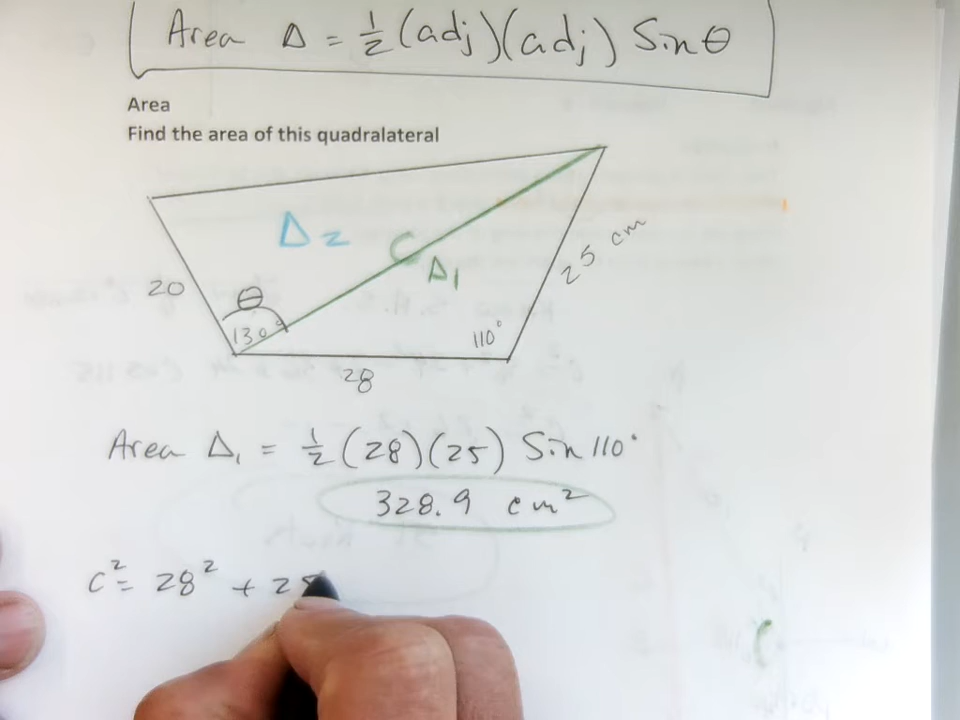 Area Δ = 1/2 (adj)(adj) Sin θ
Area
Find the area of this quadralateral
Δ2
C
Δ1
25 cm
20
θ
130°
110°
28
Area Δ1 = 1/2 (28)(25) Sin 110°
328.9 cm²
c² = 28² + 2